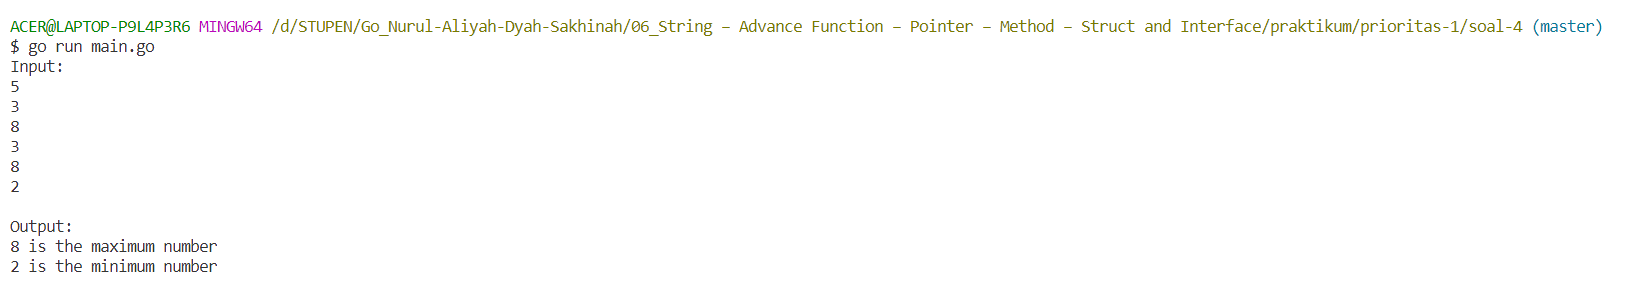 ACER@LAPTOP-P9L4P3R6 MINGW64 /d/STUPEN/Go_Nurul-Aliyah-Dyah-Sakhinah/06_String – Advance Function – Pointer – Method – Struct and Interface/praktikum/prioritas-1/soal-4 (master)
$ go run main.go
Input:
5
3
8
3
8
2
Output:
8 is the maximum number
2 is the minimum number